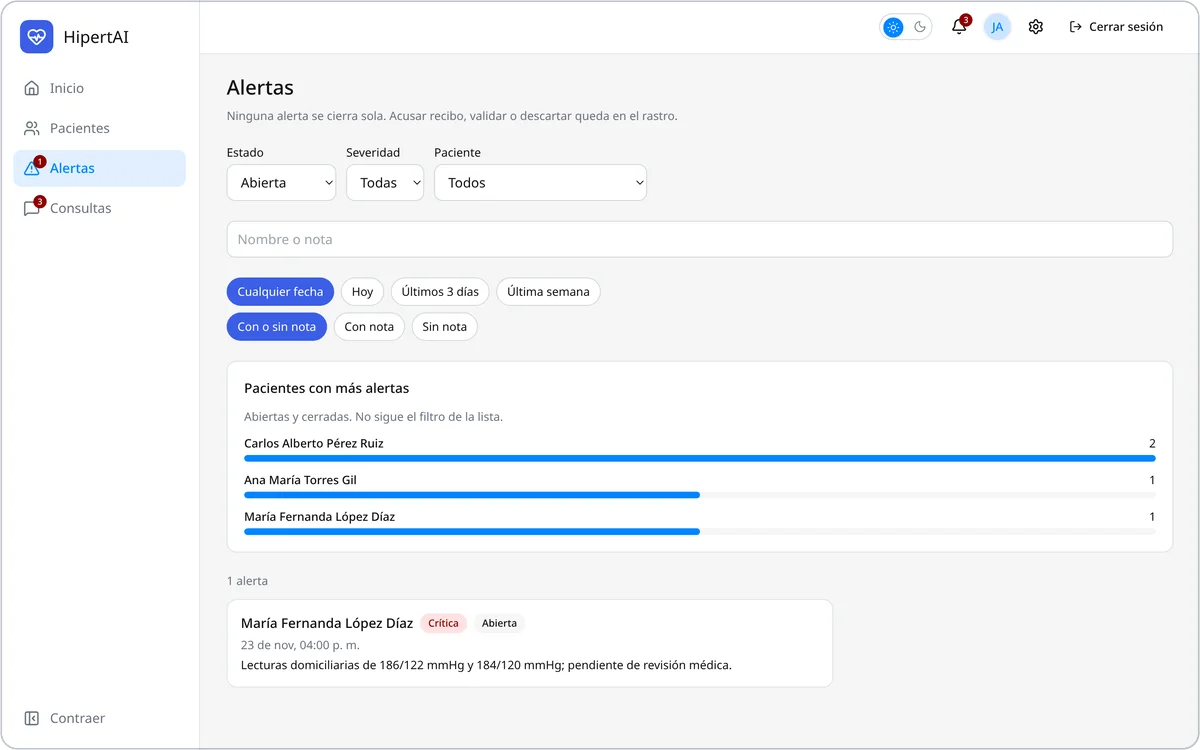 HipertAI
3
JA
Cerrar sesión
Inicio
Pacientes
1
Alertas
3
Consultas
Contraer
Alertas
Ninguna alerta se cierra sola. Acusar recibo, validar o descartar queda en el rastro.
Estado Severidad Paciente
Abierta Todas Todos
Nombre o nota
Cualquier fecha Hoy Últimos 3 días Última semana
Con o sin nota Con nota Sin nota
Pacientes con más alertas
Abiertas y cerradas. No sigue el filtro de la lista.
Carlos Alberto Pérez Ruiz 2
Ana María Torres Gil 1
María Fernanda López Díaz 1
1 alerta
María Fernanda López Díaz Crítica Abierta
23 de nov, 04:00 p. m.
Lecturas domiciliarias de 186/122 mmHg y 184/120 mmHg; pendiente de revisión médica.